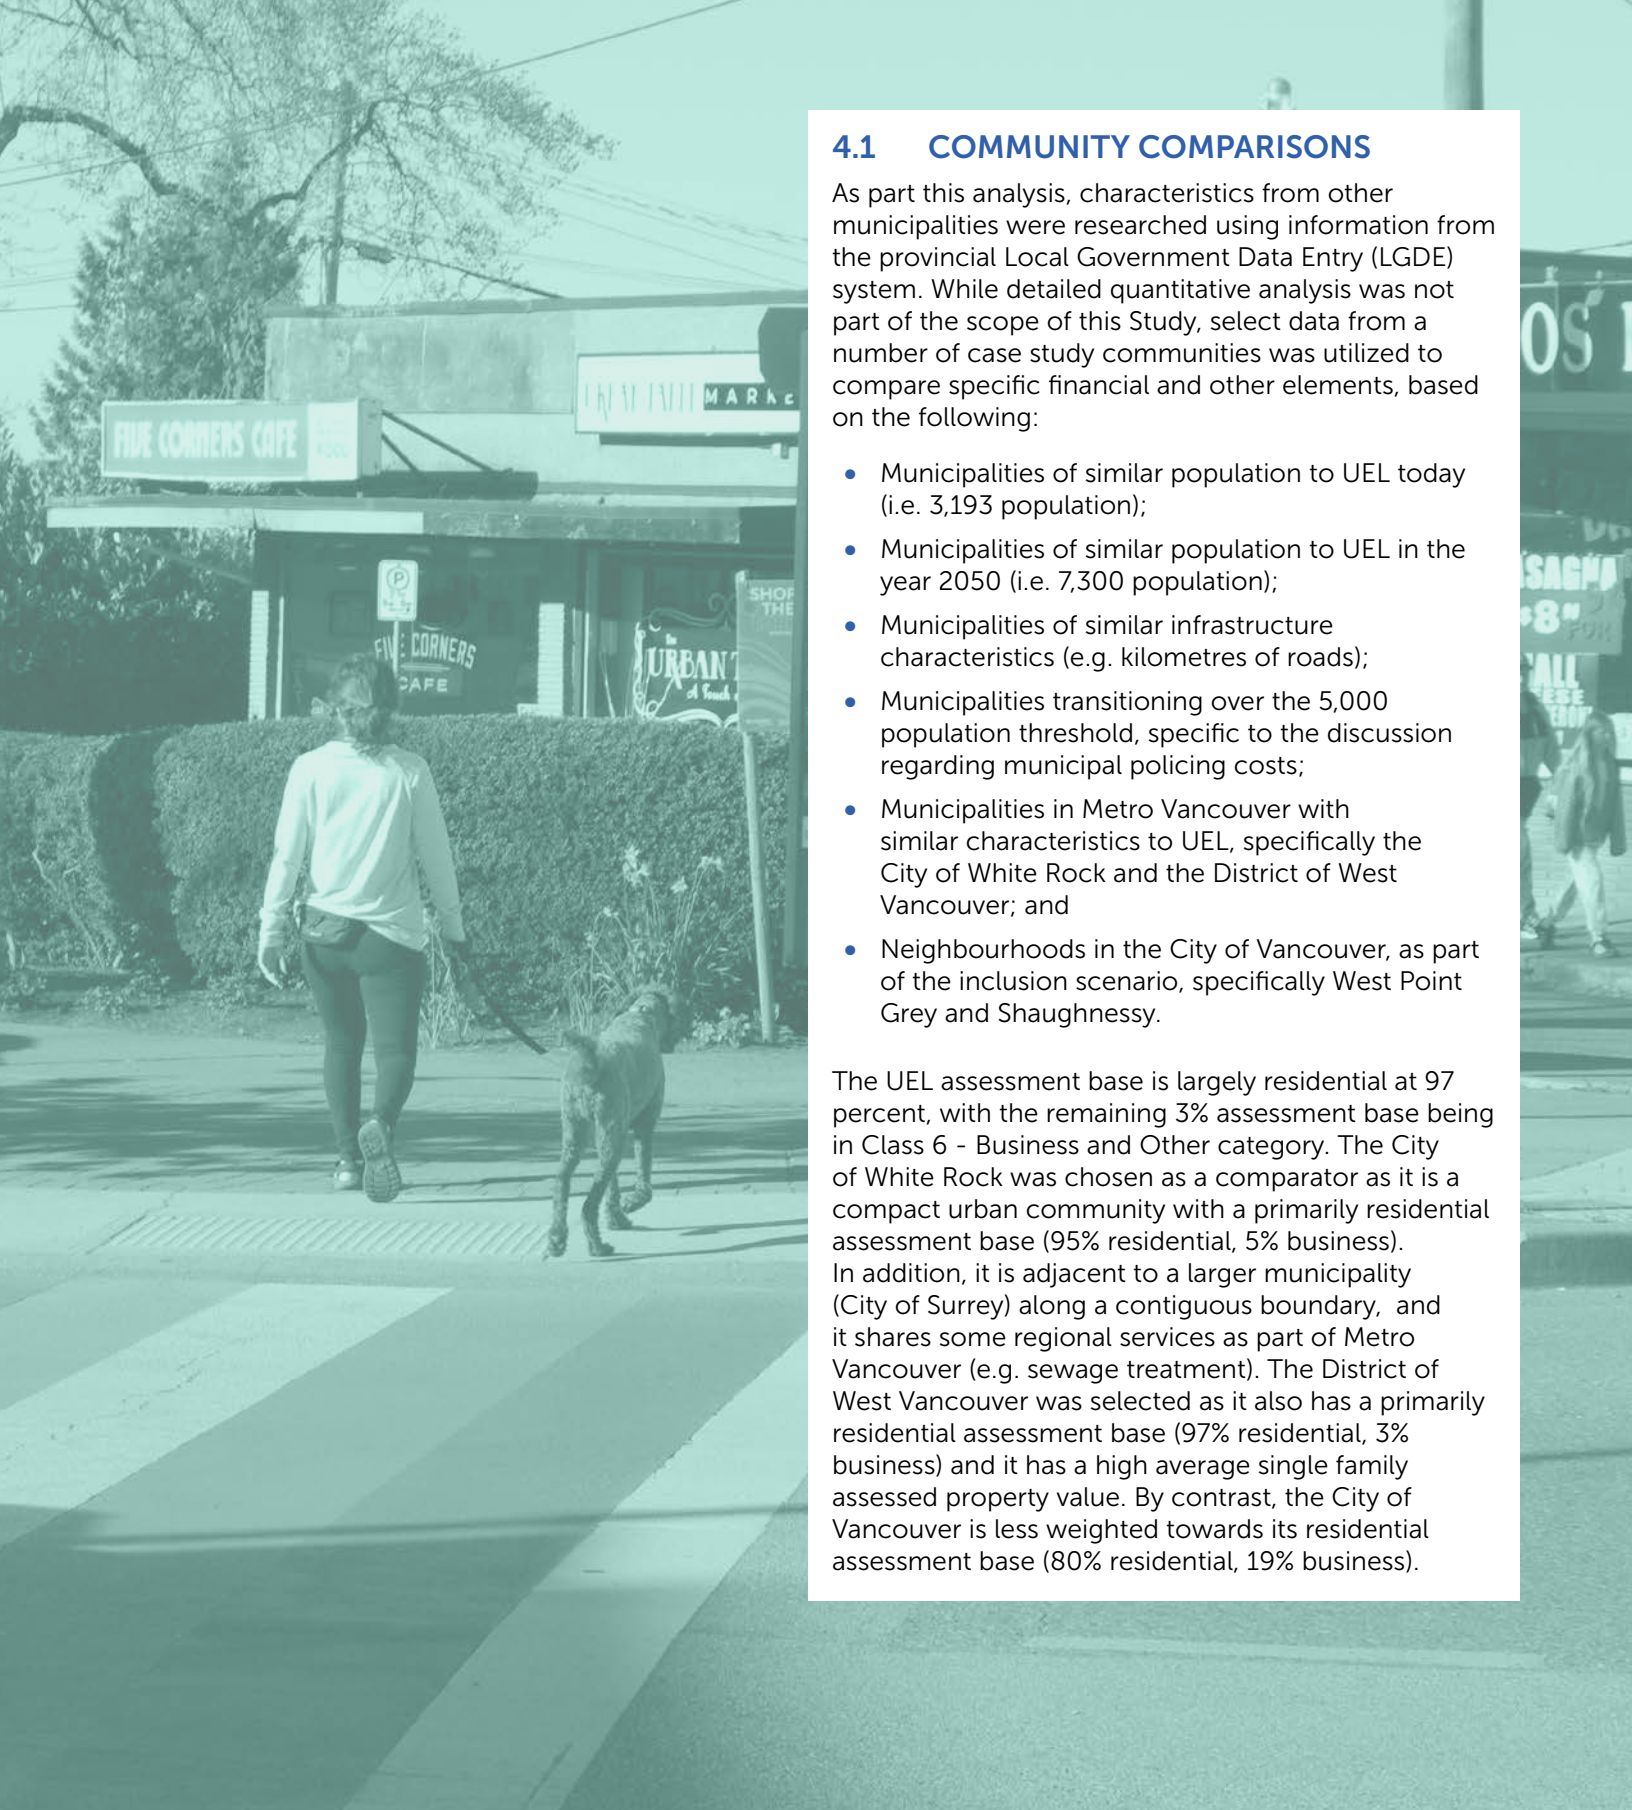 4.1 COMMUNITY COMPARISONS
As part this analysis, characteristics from other
municipalities were researched using information from
the provincial Local Government Data Entry (LGDE)
system. While detailed quantitative analysis was not
part of the scope of this Study, select data from a
number of case study communities was utilized to
compare specific financial and other elements, based
on the following:
• Municipalities of similar population to UEL today
(i.e. 3,193 population);
• Municipalities of similar population to UEL in the
year 2050 (i.e. 7,300 population);
• Municipalities of similar infrastructure
characteristics (e.g. kilometres of roads);
• Municipalities transitioning over the 5,000
population threshold, specific to the discussion
regarding municipal policing costs;
• Municipalities in Metro Vancouver with
similar characteristics to UEL, specifically the
City of White Rock and the District of West
Vancouver; and
• Neighbourhoods in the City of Vancouver, as part
of the inclusion scenario, specifically West Point
Grey and Shaughnessy.
The UEL assessment base is largely residential at 97
percent, with the remaining 3% assessment base being
in Class 6 - Business and Other category. The City
of White Rock was chosen as a comparator as it is a
compact urban community with a primarily residential
assessment base (95% residential, 5% business).
In addition, it is adjacent to a larger municipality
(City of Surrey) along a contiguous boundary,  and
it shares some regional services as part of Metro
Vancouver (e.g. sewage treatment). The District of
West Vancouver was selected as it also has a primarily
residential assessment base (97% residential, 3%
business) and it has a high average single family
assessed property value. By contrast, the City of
Vancouver is less weighted towards its residential
assessment base (80% residential, 19% business).
FIVE CORNERS CAFE
P
FIVE CORNERS
CAFE
URBAN
SHOP
THE